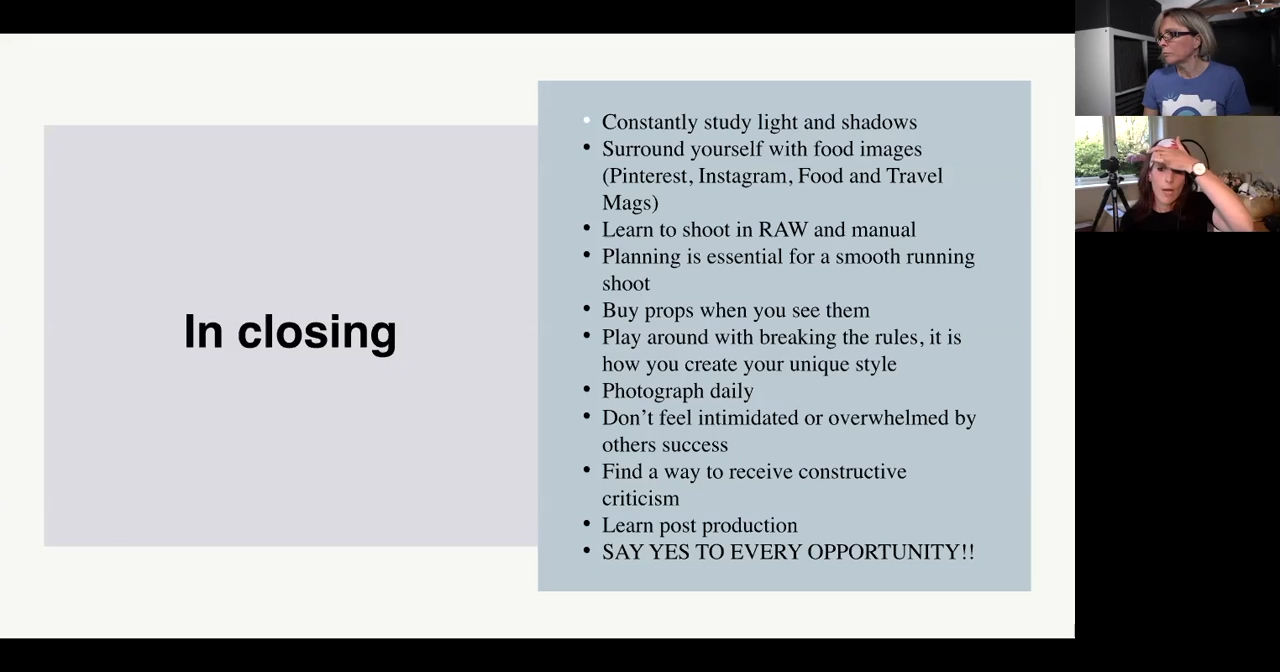 In closing
• Constantly study light and shadows
• Surround yourself with food images
(Pinterest, Instagram, Food and Travel
Mags)
• Learn to shoot in RAW and manual
• Planning is essential for a smooth running
shoot
• Buy props when you see them
• Play around with breaking the rules, it is
how you create your unique style
• Photograph daily
• Don’t feel intimidated or overwhelmed by
others success
• Find a way to receive constructive
criticism
• Learn post production
• SAY YES TO EVERY OPPORTUNITY!!